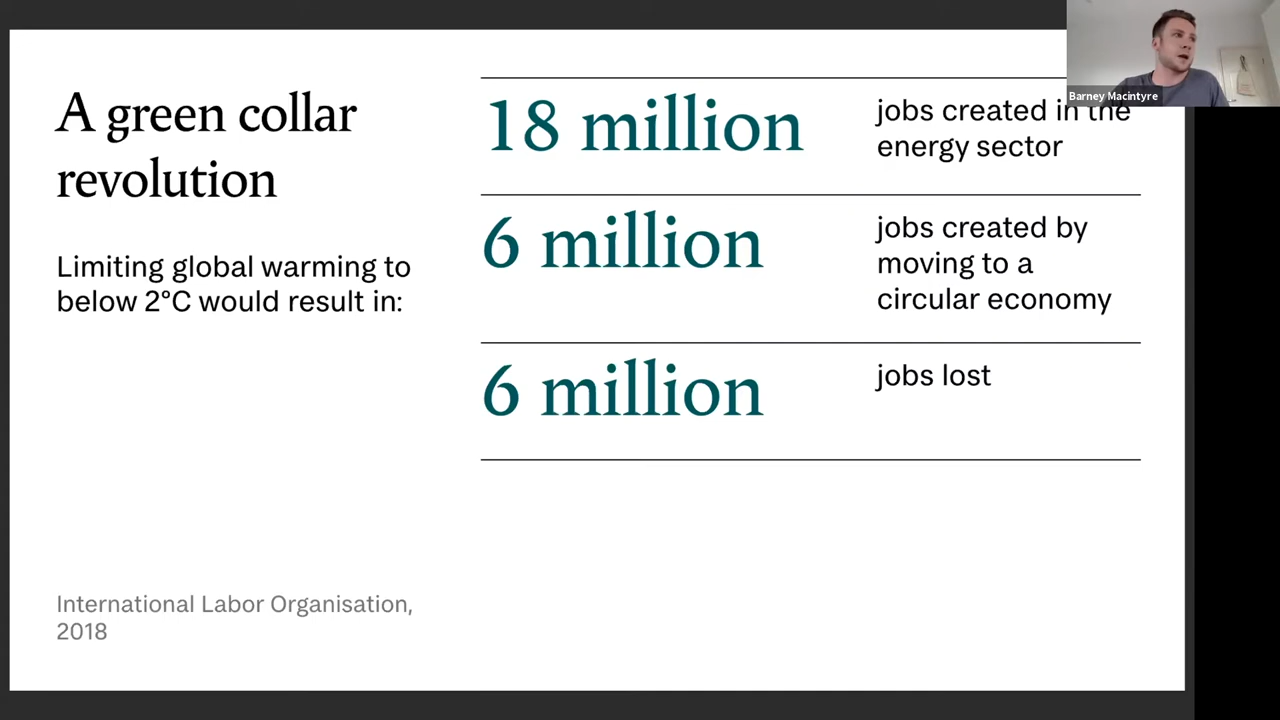 A green collar
revolution
Limiting global warming to
below 2°C would result in:
18 million
jobs created in the
energy sector
6 million
jobs created by
moving to a
circular economy
6 million
jobs lost
International Labor Organisation,
2018
Barney Macintyre